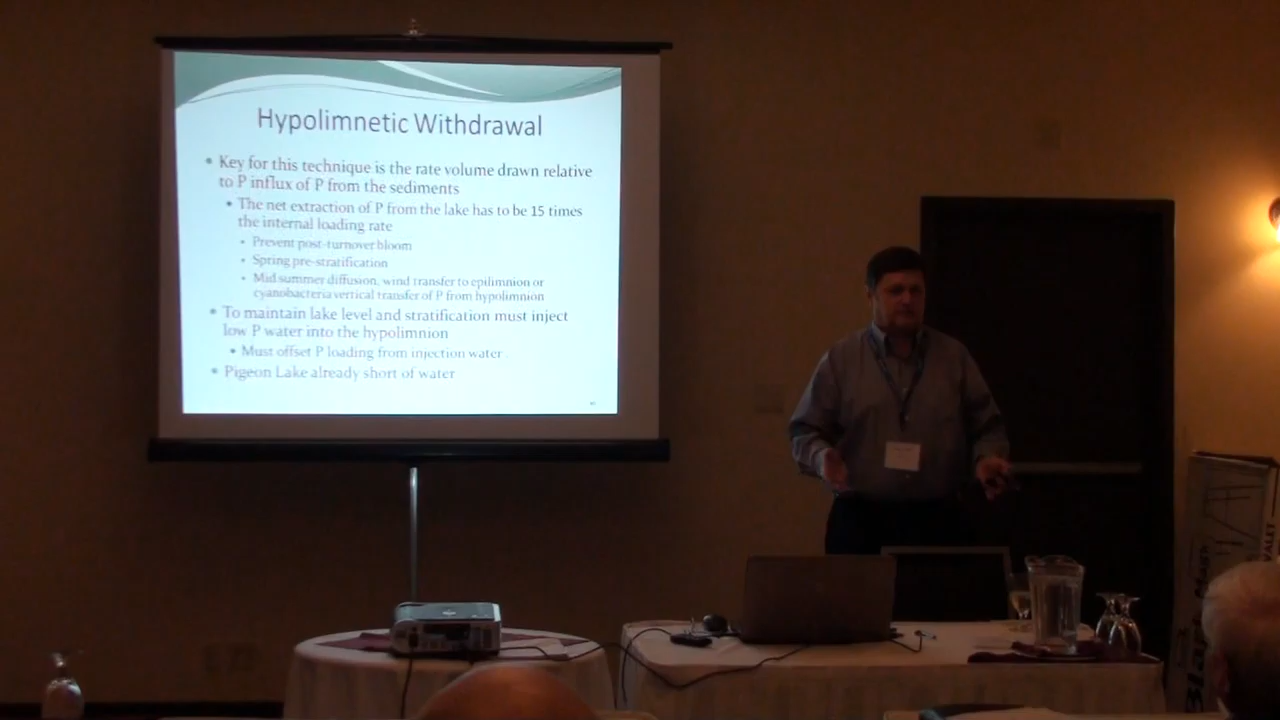 Hypolimnetic Withdrawal
• Key for this technique is the rate volume drawn relative
to P influx of P from the sediments
• The net extraction of P from the lake has to be 15 times
the internal loading rate
• Prevent post-turnover bloom
• Spring pre-stratification
• Mid summer diffusion, wind transfer to epilimnion or
cyanobacteria vertical transfer of P from hypolimnion
• To maintain lake level and stratification must inject
low P water into the hypolimnion
• Must offset P loading from injection water
• Pigeon Lake already short of water